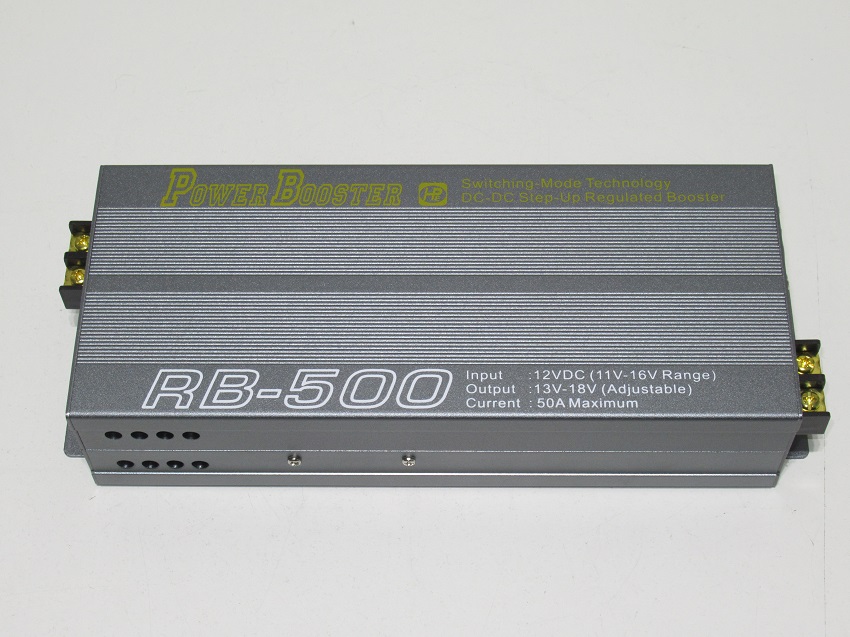 POWER BOOSTER
Switching-Mode Technology
DC-DC Step-Up Regulated Booster
RB-500
Input :12VDC (11V-16V Range)
Output :13V-18V (Adjustable)
Current :50A Maximum